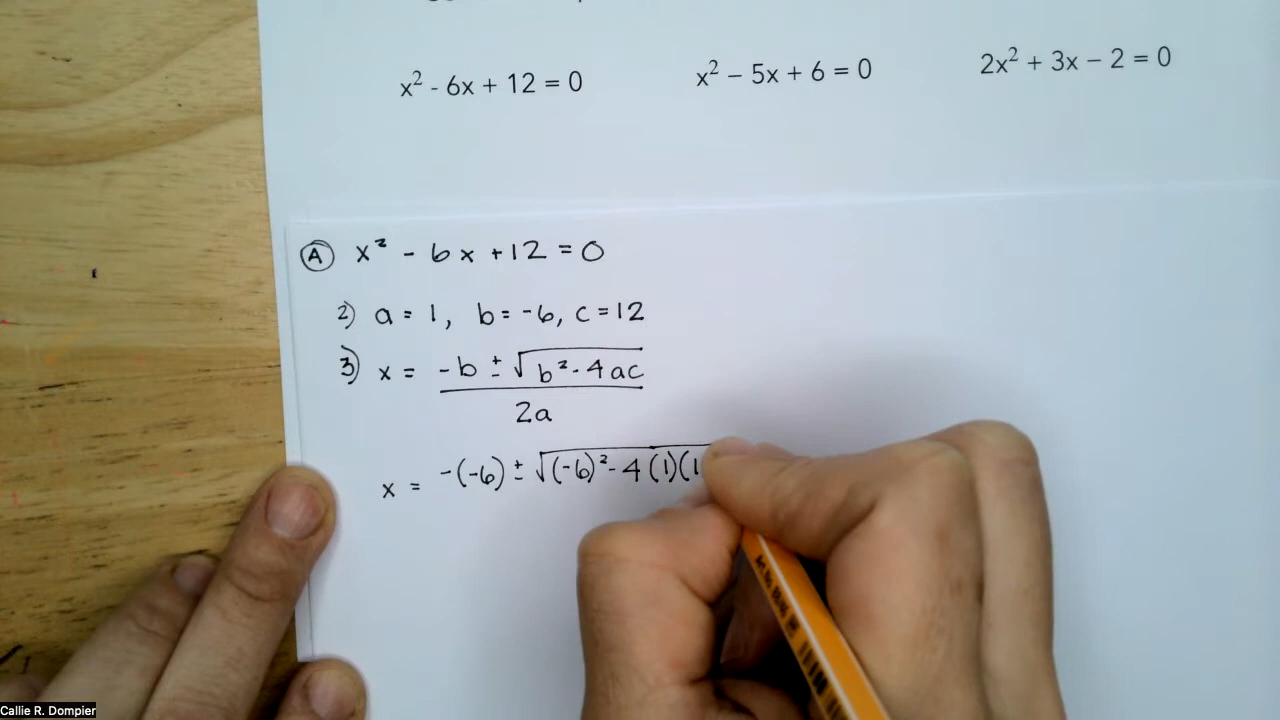 x² - 6x + 12 = 0
x² – 5x + 6 = 0
2x² + 3x – 2 = 0
Ⓐ x² - 6x + 12 = 0
2) a = 1, b = -6, c = 12
3) x = -b ± √b² - 4ac
2a
x = -(-6) ± √(-6)² - 4(1)(1
Callie R. Dompier